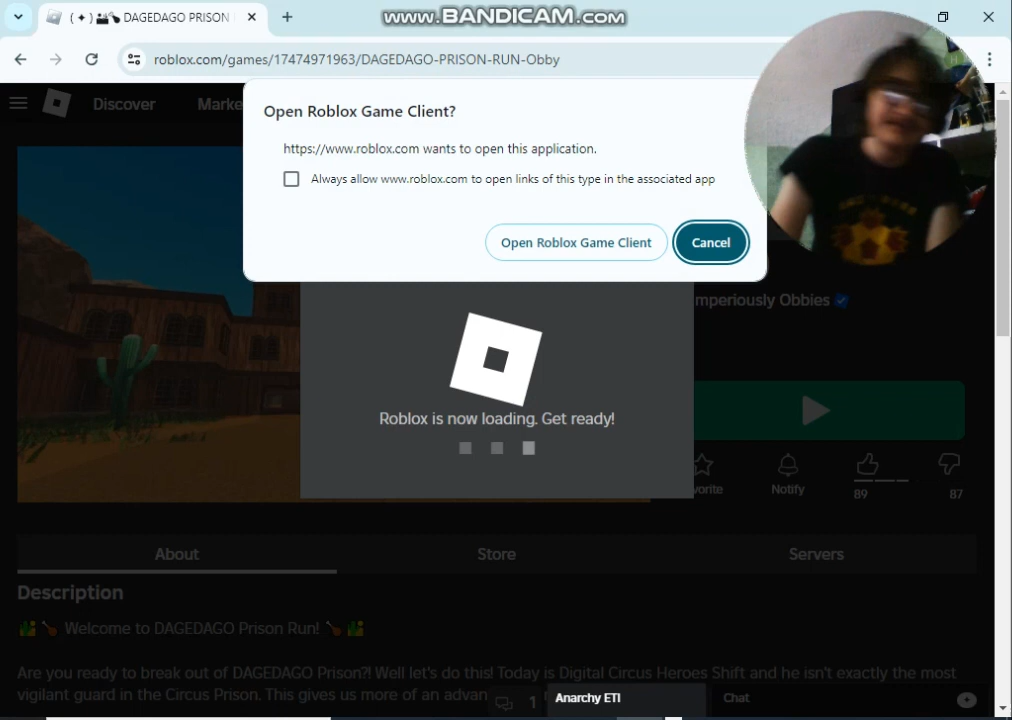 ( ✦ ) 👥🪕 DAGEDAGO PRISON
www.BANDICAM.com
roblox.com/games/17474971963/DAGEDAGO-PRISON-RUN-Obby
Discover
Marke
Open Roblox Game Client?
https://www.roblox.com wants to open this application.
Always allow www.roblox.com to open links of this type in the associated app
Open Roblox Game Client Cancel
mperiously Obbies
Roblox is now loading. Get ready!
vorite Notify 89 87
About Store Servers
Description
Welcome to DAGEDAGO Prison Run!
Are you ready to break out of DAGEDAGO Prison?! Well let's do this! Today is Digital Circus Heroes Shift and he isn't exactly the most
vigilant guard in the Circus Prison. This gives us more of an advan
1 Anarchy ETI Chat